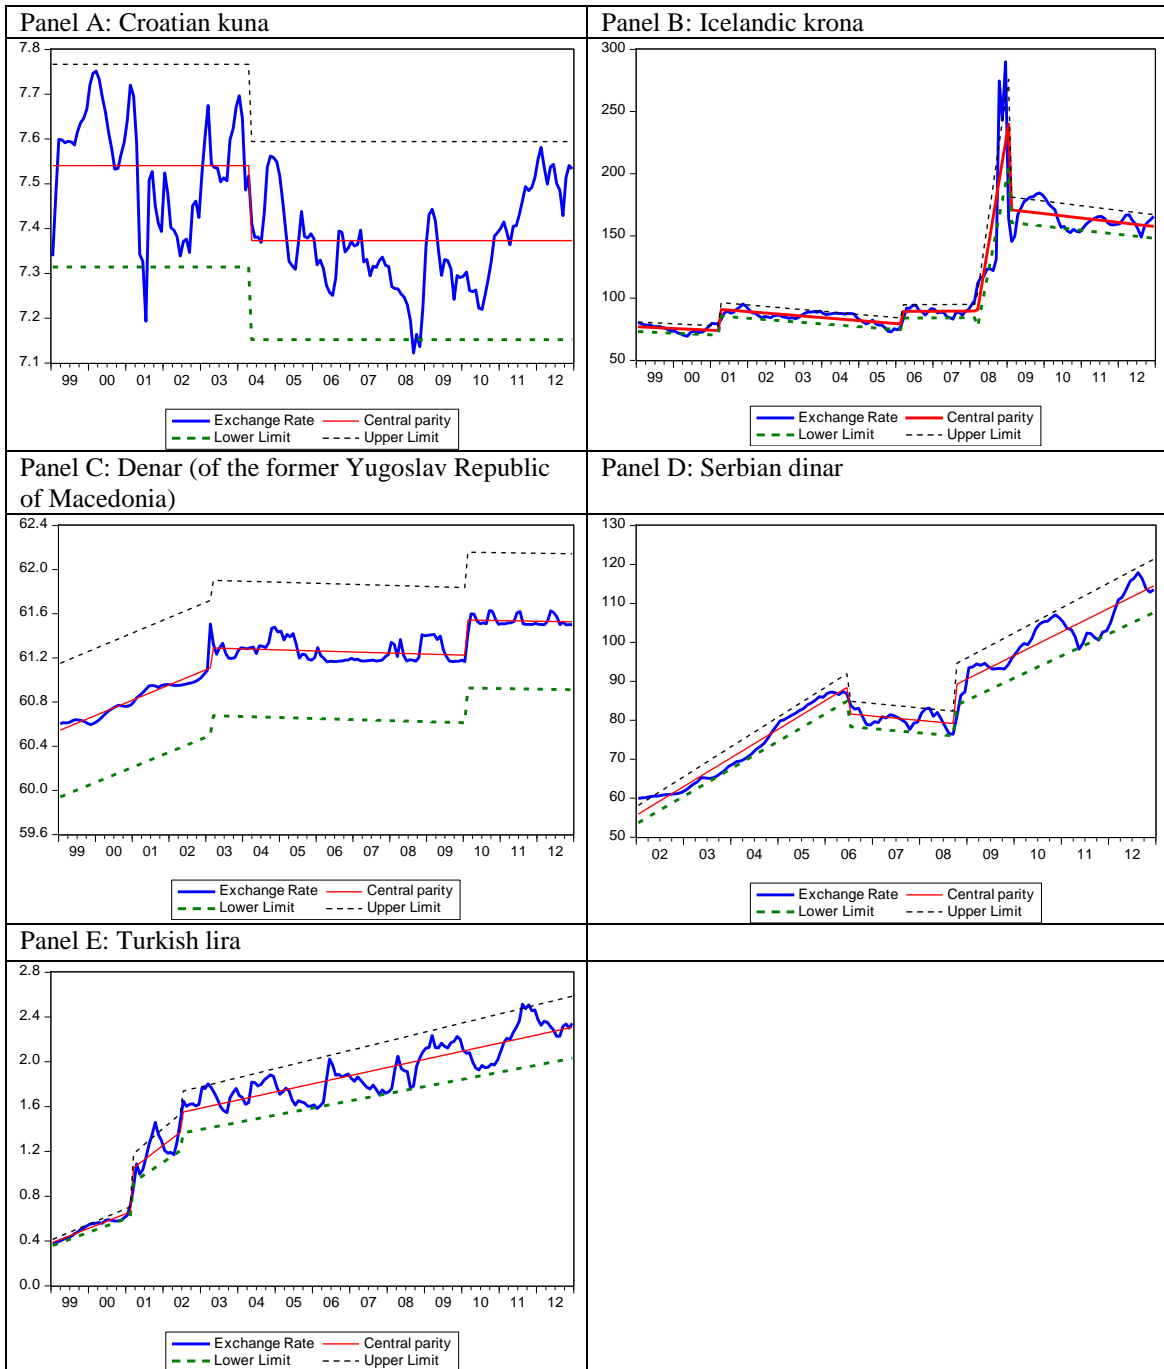 Panel A: Croatian kuna
7.8
7.7
7.6
7.5
7.4
7.3
7.2
7.1
99 00 01 02 03 04 05 06 07 08 09 10 11 12
Exchange Rate Central parity
Lower Limit Upper Limit
Panel B: Icelandic krona
300
250
200
150
100
50
99 00 01 02 03 04 05 06 07 08 09 10 11 12
Exchange Rate Central parity
Lower Limit Upper Limit
Panel C: Denar (of the former Yugoslav Republic
of Macedonia)
62.4
62.0
61.6
61.2
60.8
60.4
60.0
59.6
99 00 01 02 03 04 05 06 07 08 09 10 11 12
Exchange Rate Central parity
Lower Limit Upper Limit
Panel D: Serbian dinar
130
120
110
100
90
80
70
60
50
02 03 04 05 06 07 08 09 10 11 12
Exchange Rate Central parity
Lower Limit Upper Limit
Panel E: Turkish lira
2.8
2.4
2.0
1.6
1.2
0.8
0.4
0.0
99 00 01 02 03 04 05 06 07 08 09 10 11 12
Exchange Rate Central parity
Lower Limit Upper Limit